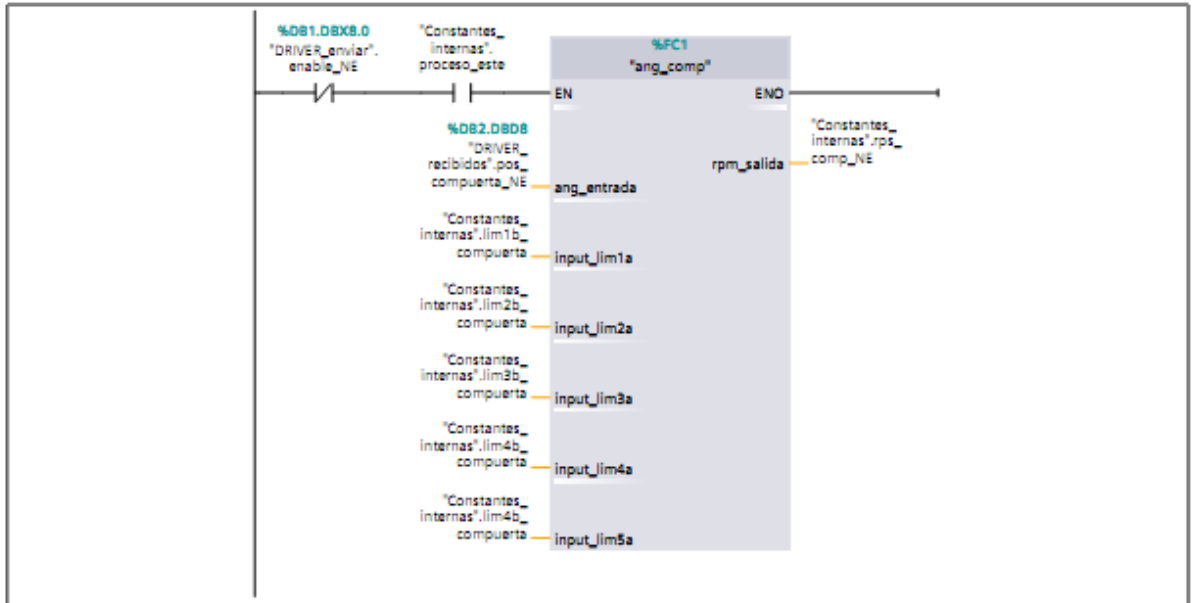 %DB1.DBX8.0
"DRIVER_enviar".
enable_NE
"Constantes_
internas".
proceso_este
%FC1
"ang_comp"
EN
ENO
%DB2.DBD8
"DRIVER_
recibidos".pos_
compuerta_NE
ang_entrada
rpm_salida
"Constantes_
internas".rps_
comp_NE
"Constantes_
internas".lim1b_
compuerta
input_lim1a
"Constantes_
internas".lim2b_
compuerta
input_lim2a
"Constantes_
internas".lim3b_
compuerta
input_lim3a
"Constantes_
internas".lim4b_
compuerta
input_lim4a
"Constantes_
internas".lim4b_
compuerta
input_lim5a